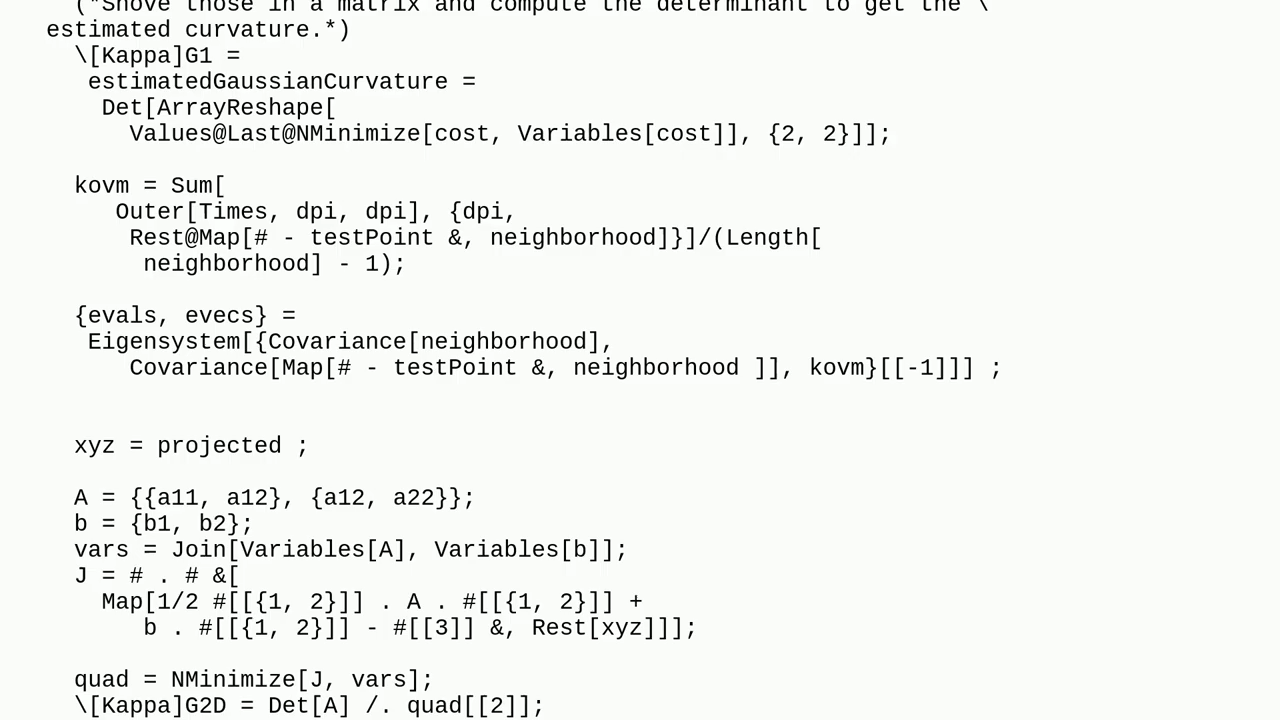 (*Shove those in a matrix and compute the determinant to get the \
estimated curvature.*)
\[Kappa]G1 =
estimatedGaussianCurvature =
Det[ArrayReshape[
Values@Last@NMinimize[cost, Variables[cost]], {2, 2}]];
kovm = Sum[
Outer[Times, dpi, dpi], {dpi,
Rest@Map[# - testPoint &, neighborhood]}]/(Length[
neighborhood] - 1);
{evals, evecs} =
Eigensystem[{Covariance[neighborhood],
Covariance[Map[# - testPoint &, neighborhood ]], kovm}[[-1]]] ;
xyz = projected ;
A = {{a11, a12}, {a12, a22}};
b = {b1, b2};
vars = Join[Variables[A], Variables[b]];
J = # . # &[
Map[1/2 #[[{1, 2}]] . A . #[[{1, 2}]] +
b . #[[{1, 2}]] - #[[3]] &, Rest[xyz]]];
quad = NMinimize[J, vars];
\[Kappa]G2D = Det[A] /. quad[[2]];